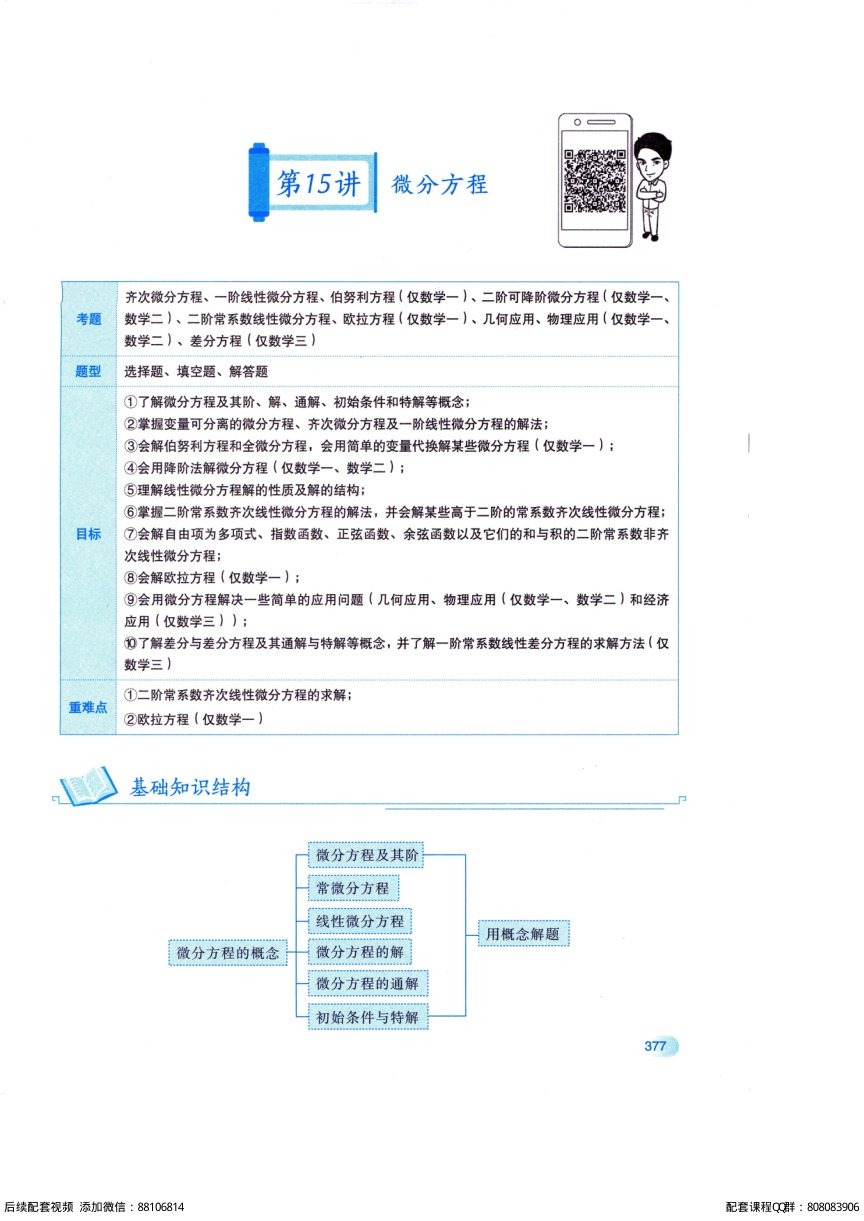 第15讲 微分方程
考题
齐次微分方程、一阶线性微分方程、伯努利方程(仅数学一)、二阶可降阶微分方程(仅数学一、
数学二)、二阶常系数线性微分方程、欧拉方程(仅数学一)、几何应用、物理应用(仅数学一、
数学二)、差分方程(仅数学三)
题型
选择题、填空题、解答题
目标
①了解微分方程及其阶、解、通解、初始条件和特解等概念;
②掌握变量可分离的微分方程、齐次微分方程及一阶线性微分方程的解法;
③会解伯努利方程和全微分方程,会用简单的变量代换解某些微分方程(仅数学一);
④会用降阶法解微分方程(仅数学一、数学二);
⑤理解线性微分方程解的性质及解的结构;
⑥掌握二阶常系数齐次线性微分方程的解法,并会解某些高于二阶的常系数齐次线性微分方程;
⑦会解自由项为多项式、指数函数、正弦函数、余弦函数以及它们的和与积的二阶常系数非齐
次线性微分方程;
⑧会解欧拉方程(仅数学一);
⑨会用微分方程解决一些简单的应用问题(几何应用、物理应用(仅数学一、数学二)和经济
应用(仅数学三));
⑩了解差分与差分方程及其通解与特解等概念,并了解一阶常系数线性差分方程的求解方法(仅
数学三)
重难点
①二阶常系数齐次线性微分方程的求解;
②欧拉方程(仅数学一)
基础知识结构
微分方程的概念
微分方程及其阶
常微分方程
线性微分方程
微分方程的解
微分方程的通解
初始条件与特解
用概念解题
377
后续配套视频 添加微信:88106814
配套课程QQ群:808083906